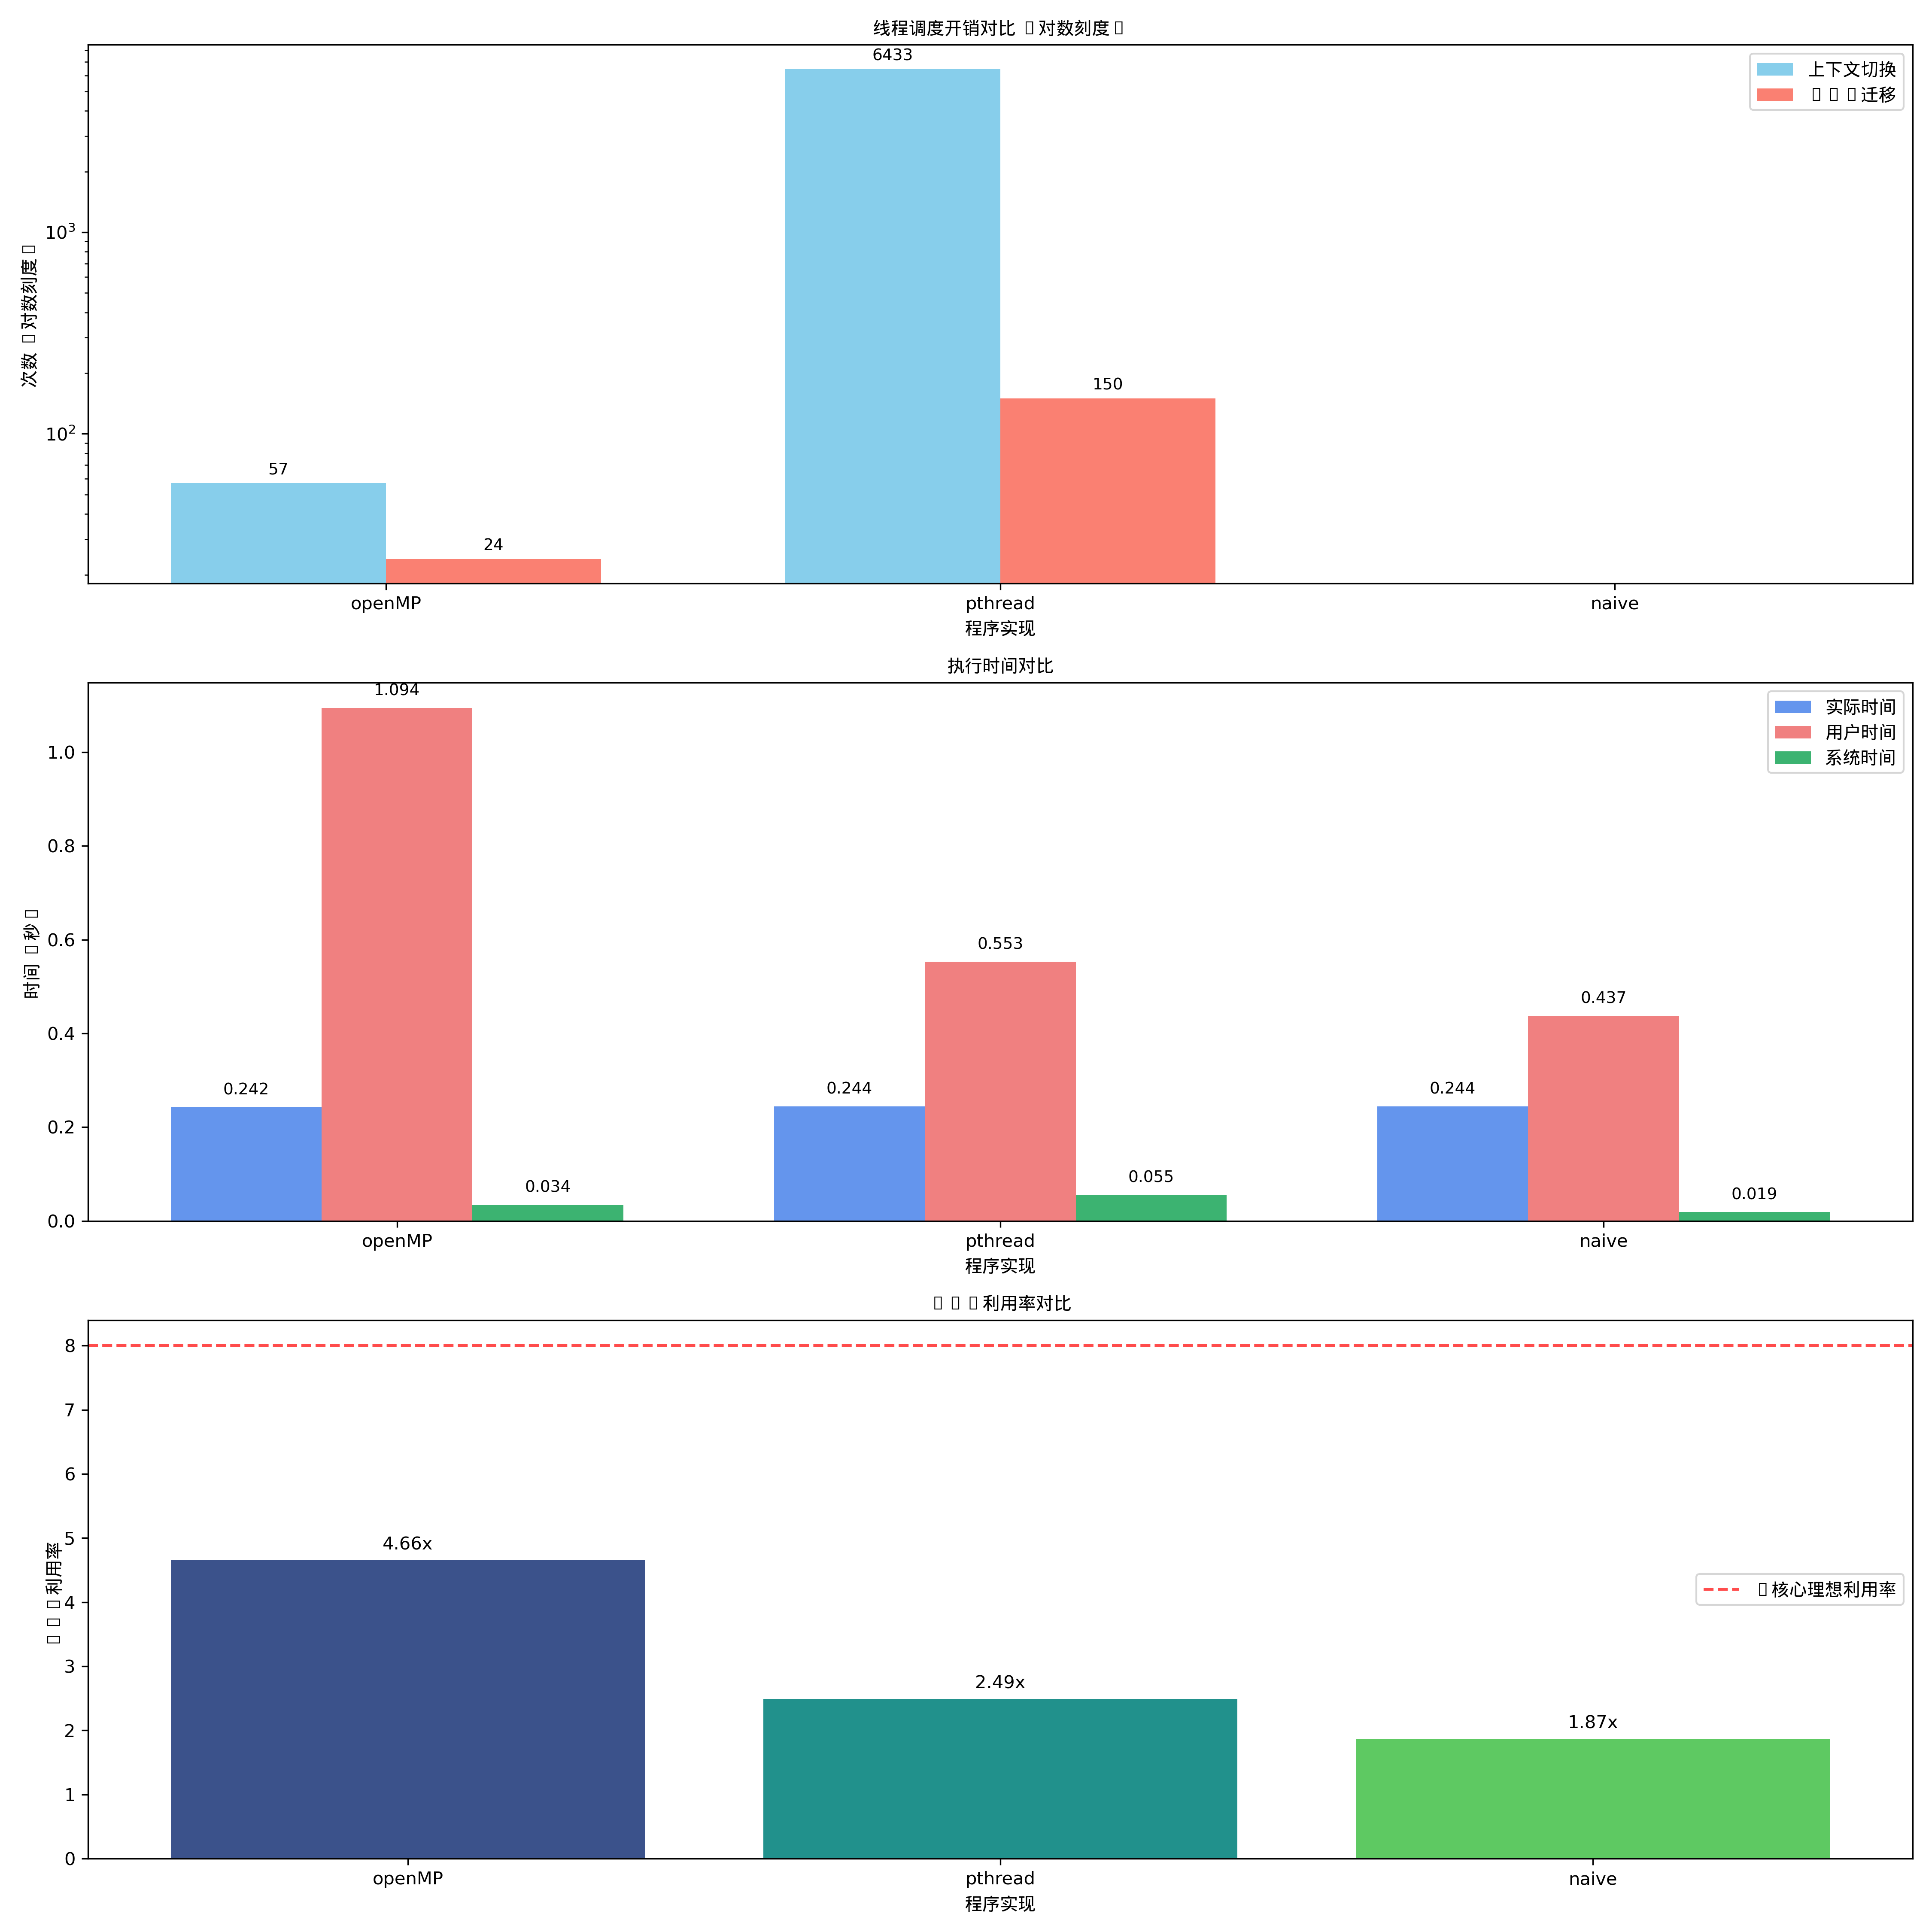 线程调度开销对比 对数刻度
6433
上下文切换
迁移
10³
150
10²
57
24
次数 对数刻度
openMP pthread naive
程序实现
执行时间对比
1.094
实际时间
用户时间
系统时间
1.0
0.8
0.6
0.553
0.437
0.4
0.242 0.244 0.244
0.2
0.034 0.055 0.019
0.0
时间 秒
openMP pthread naive
程序实现
利用率对比
8
7
6
5
4.66x
核心理想利用率
4
3
2.49x
2
1.87x
1
0
利用率
openMP pthread naive
程序实现